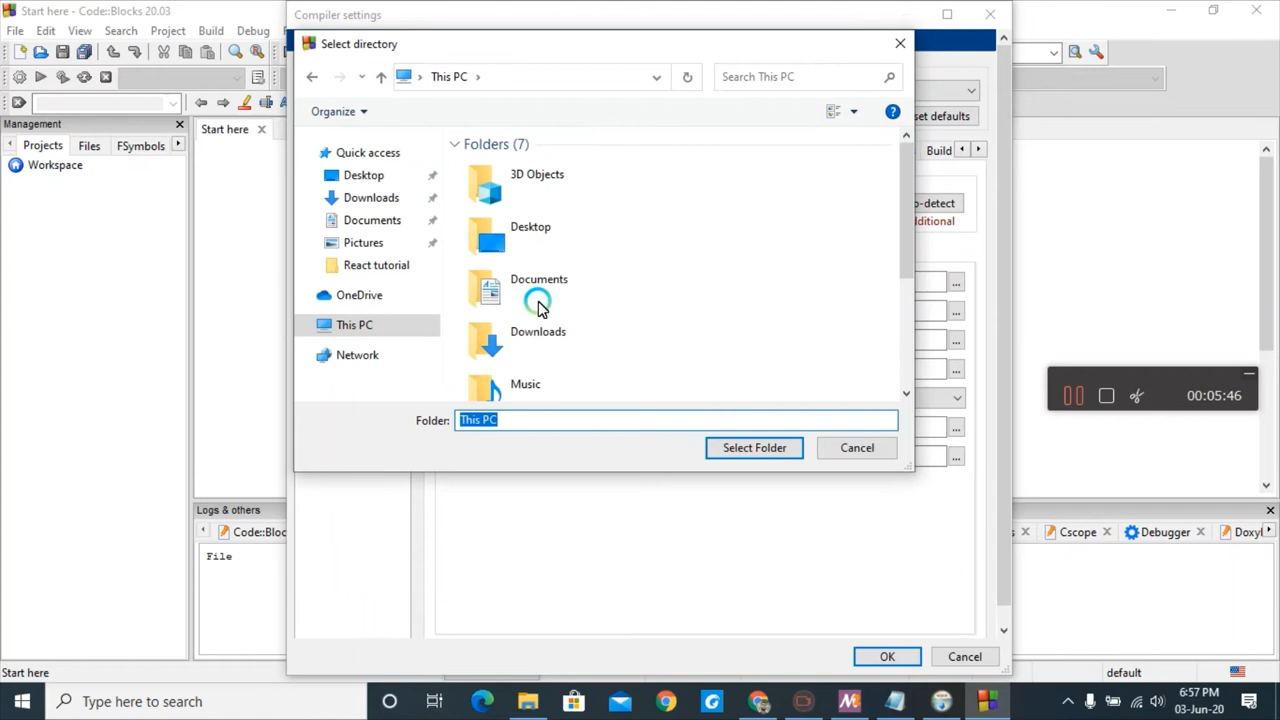 Start here - Code::Blocks 20.03
File Edit View Search Project Build Debug
Management
Projects Files FSymbols
Workspace
Start here
Compiler settings
Select directory
This PC
Search This PC
Organize
Quick access
Desktop
Downloads
Documents
Pictures
React tutorial
OneDrive
This PC
Network
Folders (7)
3D Objects
Desktop
Documents
Downloads
Music
Folder: This PC
Select Folder Cancel
set defaults
Build
o-detect
dditional
...
...
...
...
...
...
OK Cancel
00:05:46
Logs & others
Code::Bloc
s Cscope Debugger Doxyl
File
Start here
default
Type here to search
6:57 PM
03-Jun-20